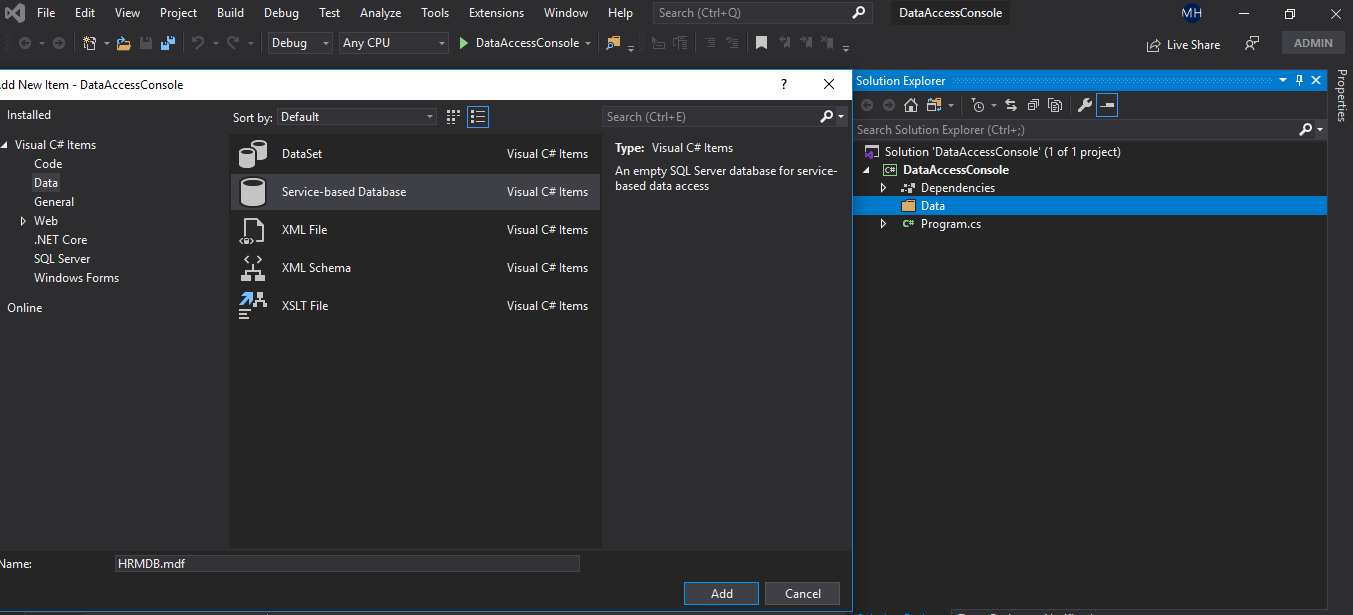 File Edit View Project Build Debug Test Analyze Tools Extensions Window Help Search (Ctrl+Q) DataAccessConsole MH
Debug Any CPU DataAccessConsole Live Share ADMIN
dd New Item - DataAccessConsole ?
Installed
Visual C# Items
Code
Data
General
Web
.NET Core
SQL Server
Windows Forms
Online
Sort by: Default
DataSet Visual C# Items
Service-based Database Visual C# Items
XML File Visual C# Items
XML Schema Visual C# Items
XSLT File Visual C# Items
Search (Ctrl+E)
Type: Visual C# Items
An empty SQL Server database for service-
based data access
Name: HRMDB.mdf
Add Cancel
Solution Explorer
Search Solution Explorer (Ctrl+;)
Solution 'DataAccessConsole' (1 of 1 project)
C# DataAccessConsole
Dependencies
Data
C# Program.cs
Properties